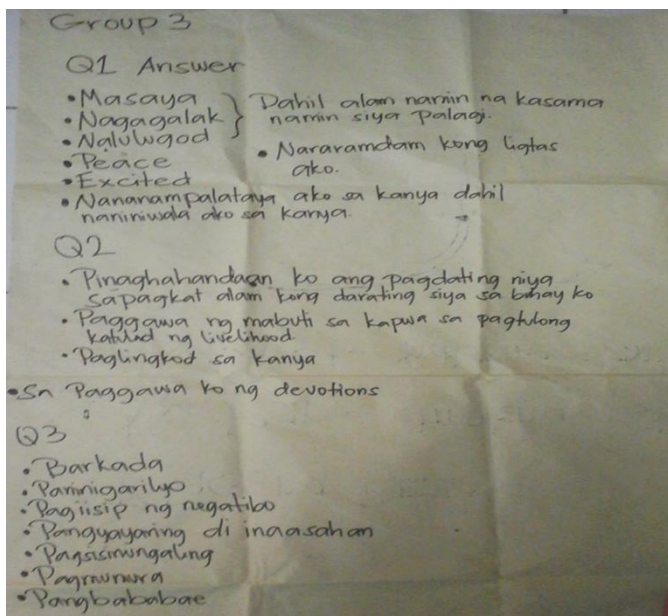 Group 3
Q1 Answer
• Masaya
• Nagagalak
• Nalulugod
} Dahil alam namin na kasama
namin siya palagi.
• Peace
• Excited
• Nararamdam kong ligtas
ako.
• Nananampalataya ako sa kanya dahil
naniniwala ako sa kanya.
Q2
• Pinaghahandaan ko ang pagdating niya
sapagkat alam kong darating siya sa buhay ko
• Paggawa ng mabuti sa kapwa sa pagtulong
katulad ng livelihood.
• Paglingkod sa kanya
• Sa Paggawa ko ng devotions
Q3
• Barkada
• Paninigarilyo
• Pagiisip ng negatibo
• Pangyayaring di inaasahan
• Pagsisinungaling
• Pagmumura
• Pangbababae